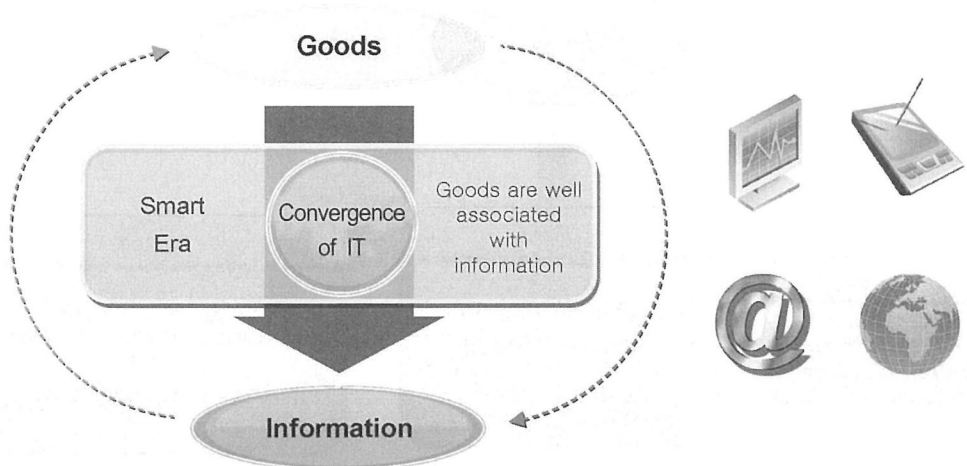 Goods
Smart
Era
Convergence
of IT
Goods are well
associated
with
information
@
Information